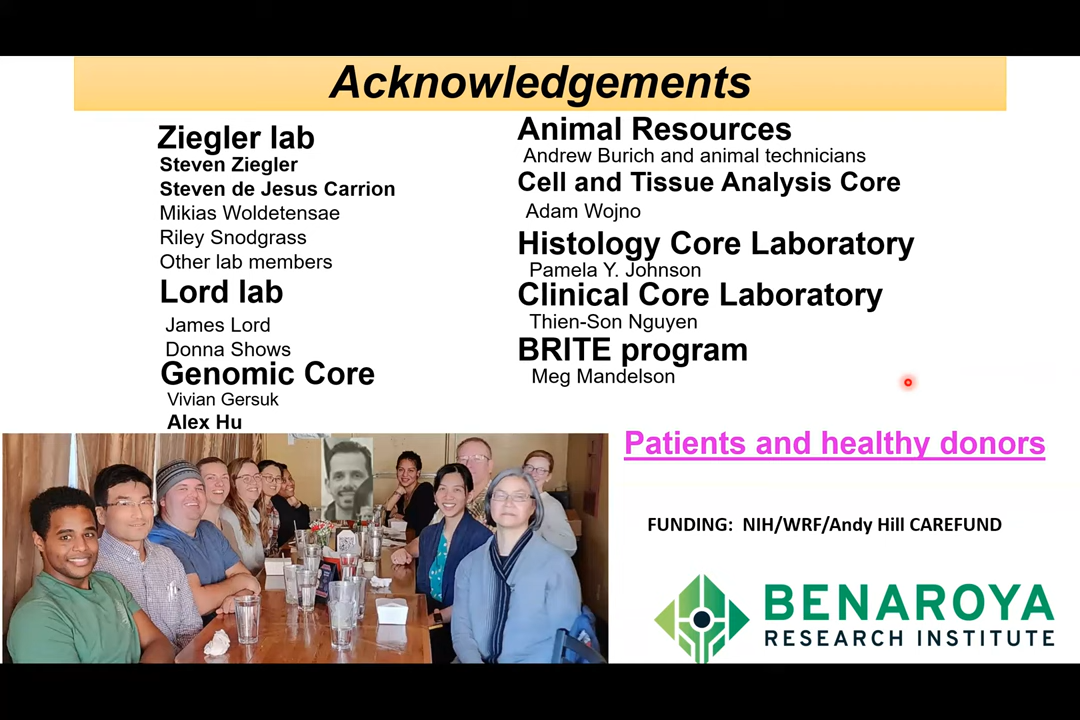 Acknowledgements
Ziegler lab
Steven Ziegler
Steven de Jesus Carrion
Mikias Woldetensae
Riley Snodgrass
Other lab members
Lord lab
James Lord
Donna Shows
Genomic Core
Vivian Gersuk
Alex Hu
Animal Resources
Andrew Burich and animal technicians
Cell and Tissue Analysis Core
Adam Wojno
Histology Core Laboratory
Pamela Y. Johnson
Clinical Core Laboratory
Thien-Son Nguyen
BRITE program
Meg Mandelson
Patients and healthy donors
FUNDING: NIH/WRF/Andy Hill CAREFUND
BENAROYA
RESEARCH INSTITUTE